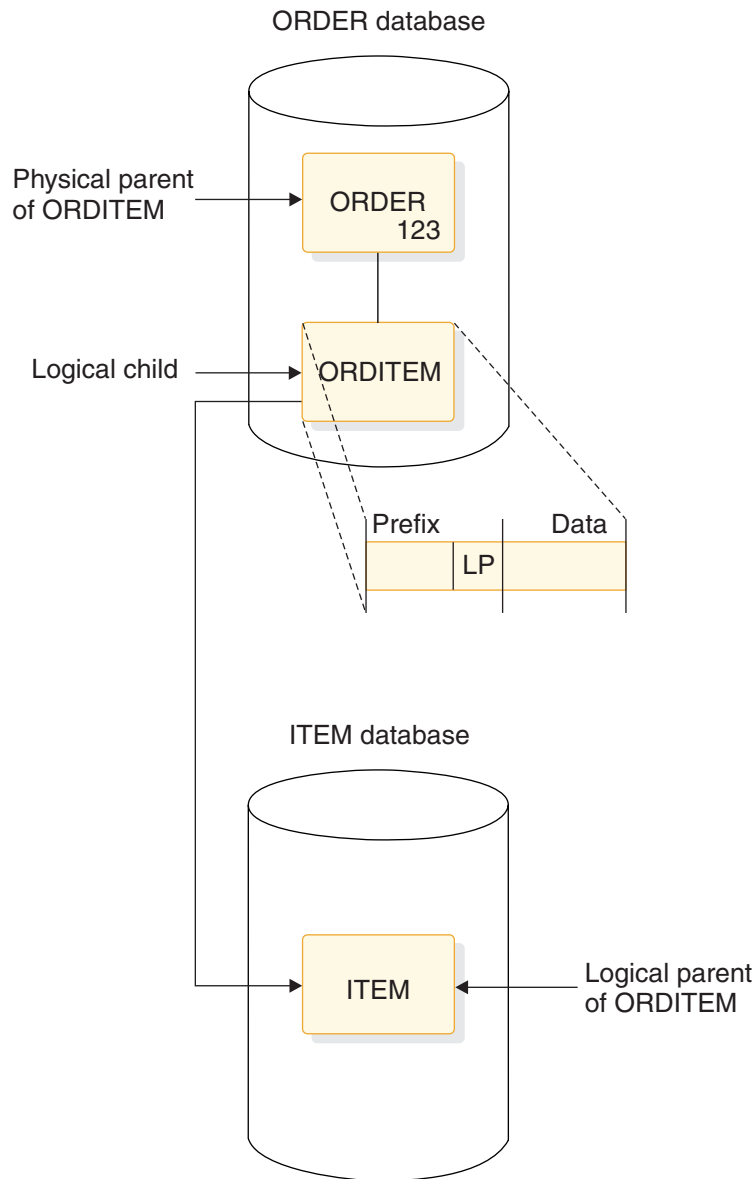 ORDER database
Physical parent
of ORDITEM
ORDER
123
Logical child
ORDITEM
Prefix
Data
LP
ITEM database
ITEM
Logical parent
of ORDITEM